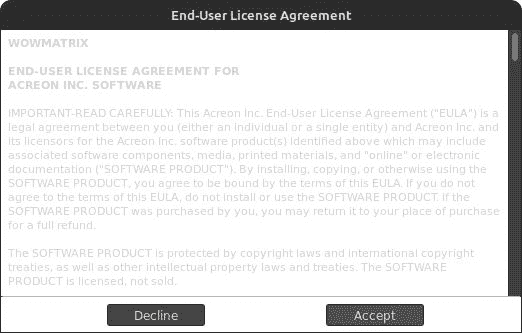 End-User License Agreement
WOWMATRIX
END-USER LICENSE AGREEMENT FOR
ACREON INC. SOFTWARE
IMPORTANT-READ CAREFULLY: This Acreon Inc. End-User License Agreement ("EULA") is a
legal agreement between you (either an individual or a single entity) and Acreon Inc. and
its licensors for the Acreon Inc. software product(s) identified above which may include
associated software components, media, printed materials, and "online" or electronic
documentation ("SOFTWARE PRODUCT"). By installing, copying, or otherwise using the
SOFTWARE PRODUCT, you agree to be bound by the terms of this EULA. If you do not
agree to the terms of this EULA, do not install or use the SOFTWARE PRODUCT. If the
SOFTWARE PRODUCT was purchased by you, you may return it to your place of purchase
for a full refund.
The SOFTWARE PRODUCT is protected by copyright laws and international copyright
treaties, as well as other intellectual property laws and treaties. The SOFTWARE
PRODUCT is licensed, not sold.
Decline
Accept